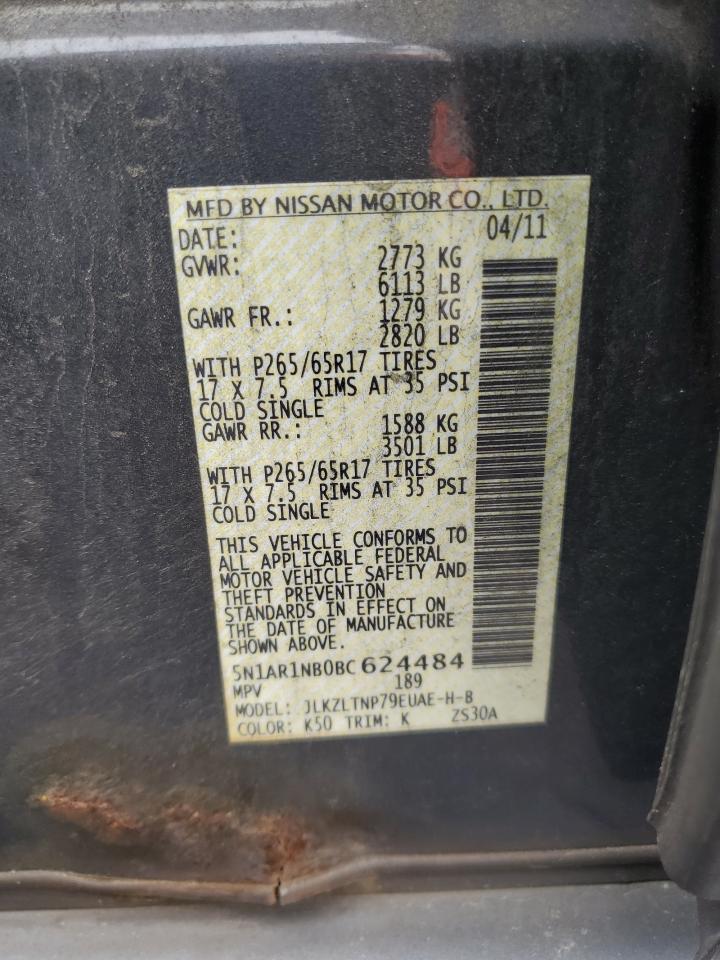 MFD BY NISSAN MOTOR CO., LTD.
DATE: 04/11
GVWR: 2773 KG
6113 LB
GAWR FR.: 1279 KG
2820 LB
WITH P265/65R17 TIRES
17 X 7.5 RIMS AT 35 PSI
COLD SINGLE
GAWR RR.: 1588 KG
3501 LB
WITH P265/65R17 TIRES
17 X 7.5 RIMS AT 35 PSI
COLD SINGLE
THIS VEHICLE CONFORMS TO
ALL APPLICABLE FEDERAL
MOTOR VEHICLE SAFETY AND
THEFT PREVENTION
STANDARDS IN EFFECT ON
THE DATE OF MANUFACTURE
SHOWN ABOVE.
5N1AR1NB0BC 624484
MPV 189
MODEL: JLKZLTNP79EUAE-H-B
COLOR: K50 TRIM: K ZS30A